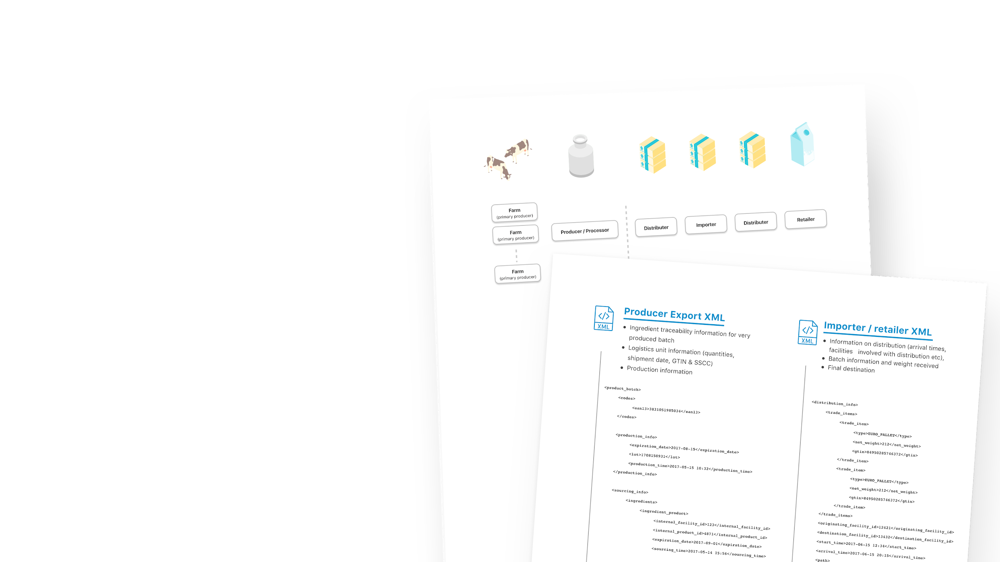 Farm
(primary producer)
Farm
(primary producer)
Farm
(primary producer)
Producer / Processor
Distributer
Importer
Distributer
Retailer
XML
Producer Export XML
• Ingredient traceability information for very
produced batch
• Logistics unit information (quantities,
shipment date, GTIN & SSCC)
• Production information
<product_batch>
<codes>
<ean13>3831051985034</ean13>
</codes>
<production_info>
<expiration_date>2017-08-15</expiration_date>
<lot>1708150931</lot>
<production_time>2017-05-15 10:32</production_time>
</production_info>
<sourcing_info>
<ingredients>
<ingredient_product>
<internal_facility_id>123</internal_facility_id>
<internal_product_id>4871</internal_product_id>
<expiration_date>2017-09-01</expiration_date>
<sourcing_time>2017-05-14 15:56</sourcing_time>
XML
Importer / retailer XML
• Information on distribution (arrival times,
facilities involved with distribution etc),
• Batch information and weight received
• Final destination
<distribution_info>
<trade_items>
<trade_item>
<type>EURO_PALLET</type>
<net_weight>212</net_weight>
<gtin>84950285746372</gtin>
</trade_item>
<trade_item>
<type>EURO_PALLET</type>
<net_weight>212</net_weight>
<gtin>84950285746372</gtin>
</trade_item>
</trade_items>
<originating_facility_id>12421</originating_facility_id>
<destination_facility_id>13432</destination_facility_id>
<start_time>2017-06-15 12:34</start_time>
<arrival_time>2017-06-15 20:15</arrival_time>
<path>